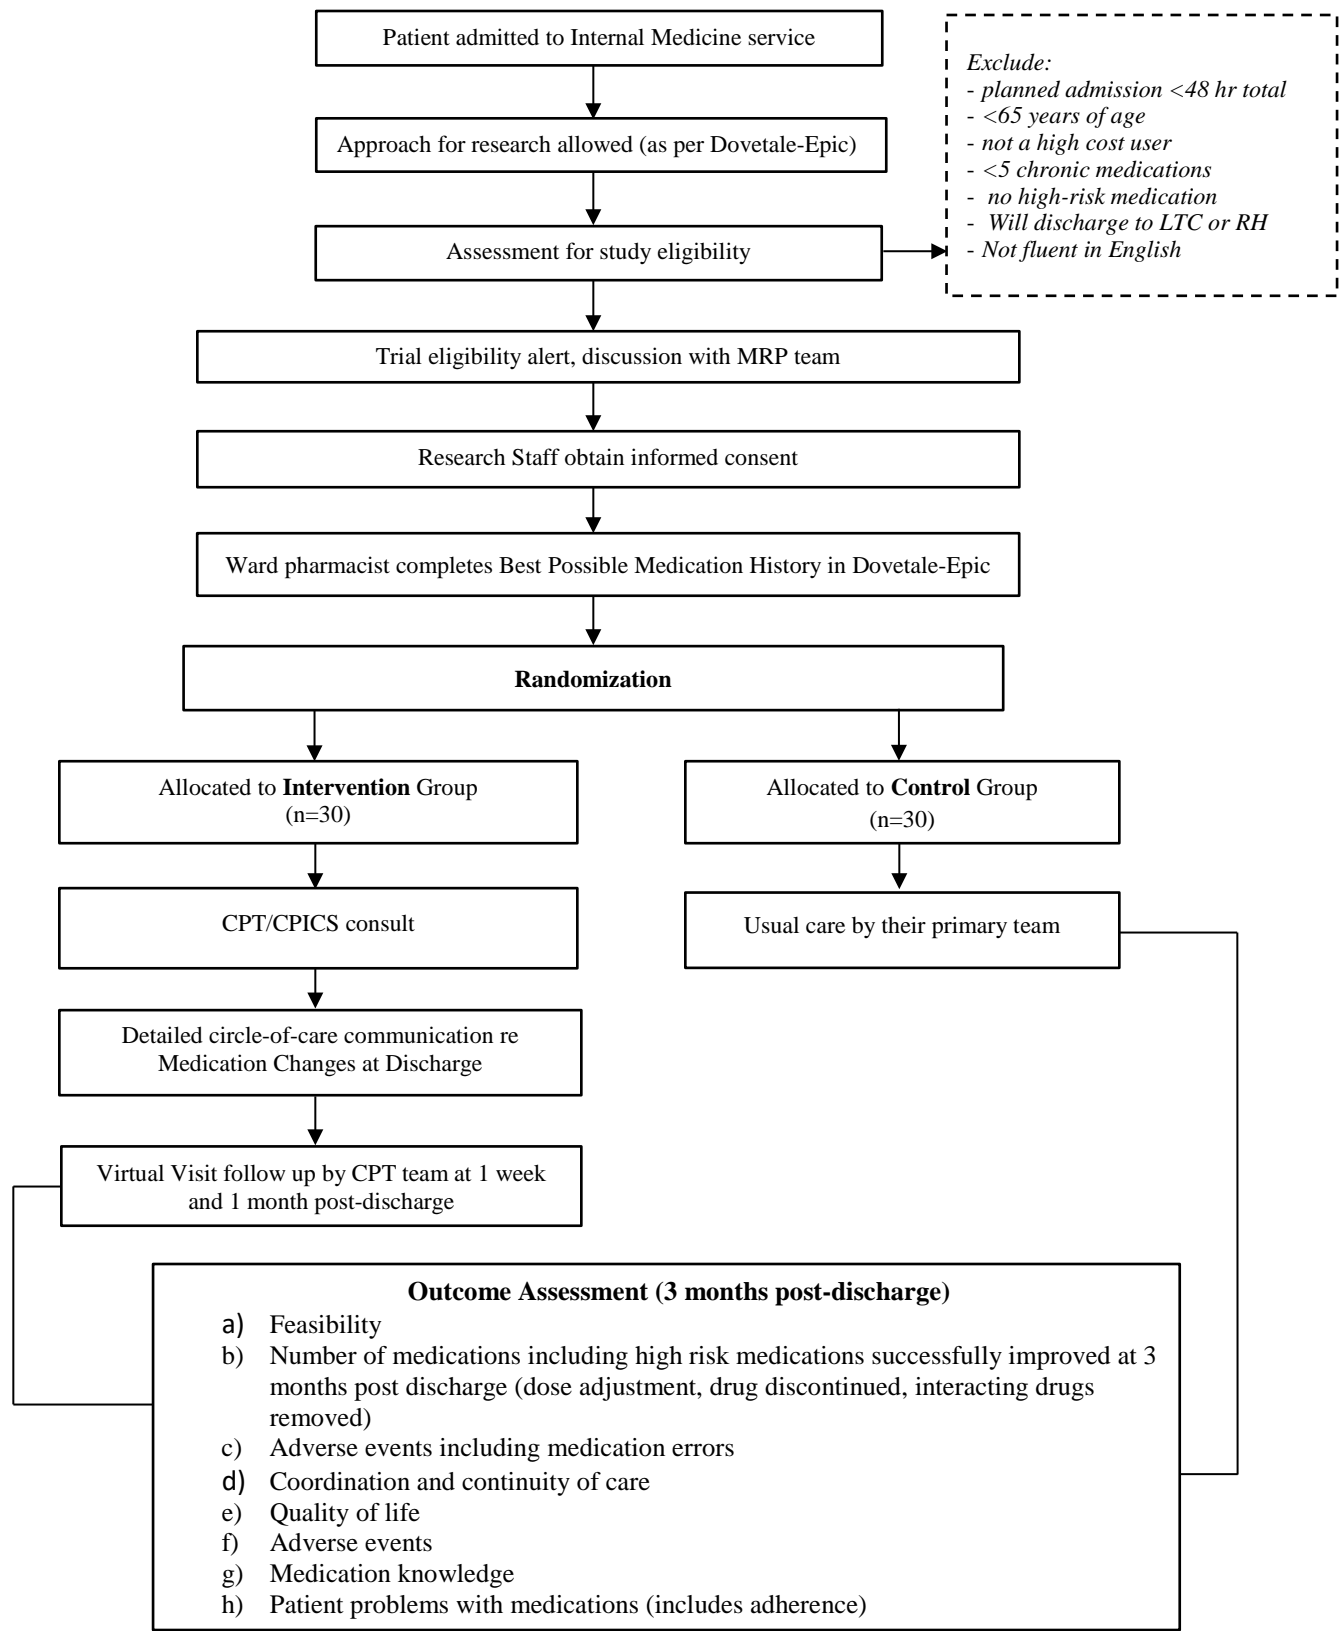 Patient admitted to Internal Medicine service
Exclude:
- planned admission <48 hr total
- <65 years of age
- not a high cost user
- <5 chronic medications
- no high-risk medication
- Will discharge to LTC or RH
- Not fluent in English
Approach for research allowed (as per Dovetale-Epic)
Assessment for study eligibility
Trial eligibility alert, discussion with MRP team
Research Staff obtain informed consent
Ward pharmacist completes Best Possible Medication History in Dovetale-Epic
Randomization
Allocated to Intervention Group
(n=30)
Allocated to Control Group
(n=30)
CPT/CPICS consult
Usual care by their primary team
Detailed circle-of-care communication re
Medication Changes at Discharge
Virtual Visit follow up by CPT team at 1 week
and 1 month post-discharge
Outcome Assessment (3 months post-discharge)
a) Feasibility
b) Number of medications including high risk medications successfully improved at 3
months post discharge (dose adjustment, drug discontinued, interacting drugs
removed)
c) Adverse events including medication errors
d) Coordination and continuity of care
e) Quality of life
f) Adverse events
g) Medication knowledge
h) Patient problems with medications (includes adherence)